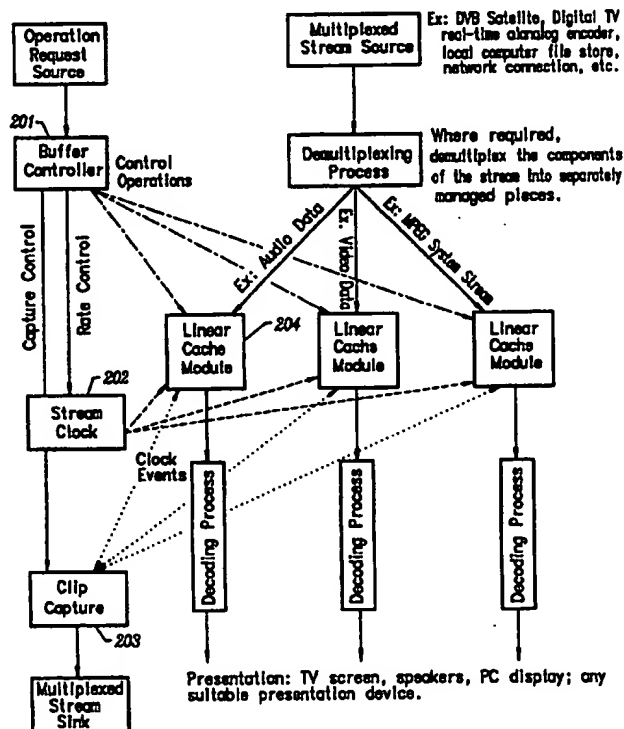 Operation
Request
Source
Multiplexed
Stream Source
Ex: DVB Satellite, Digital TV
real-time alanalog encoder,
local computer file store,
network connection, etc.
201
Buffer
Controller
Control
Operations
Demultiplexing
Process
Where required,
demultiplex the components
of the stream into separately
managed pieces.
Capture Control
Rate Control
Ex: Audio Data
Ex. Video Data
Ex: MPEG System Stream
Linear
Cache
Module
204
Linear
Cachs
Module
Linear
Cache
Module
202
Stream
Clock
Clock
Events
Decoding Process
Decoding Process
Decoding Process
Clip
Capture
203
Multiplexed
Stream
Sink
Presentation: TV screen, speakers, PC display; any
suitable presentation device.